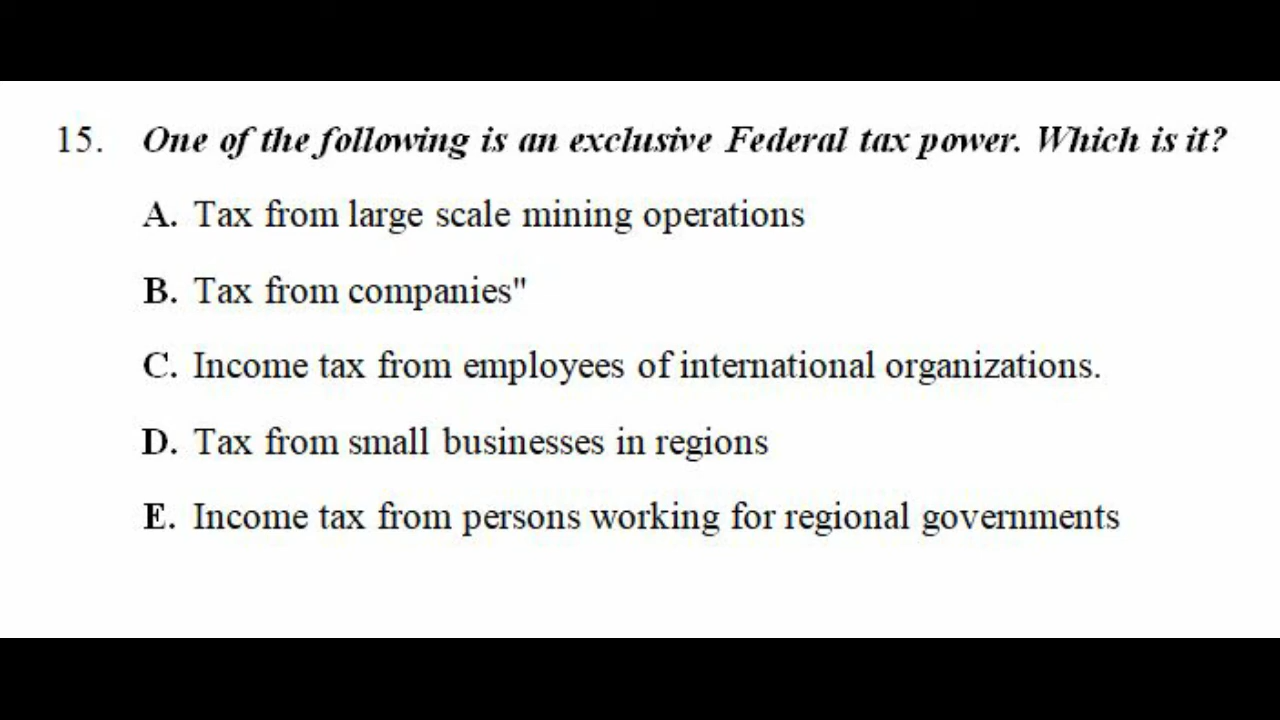 15. One of the following is an exclusive Federal tax power. Which is it?
A. Tax from large scale mining operations
B. Tax from companies"
C. Income tax from employees of international organizations.
D. Tax from small businesses in regions
E. Income tax from persons working for regional governments